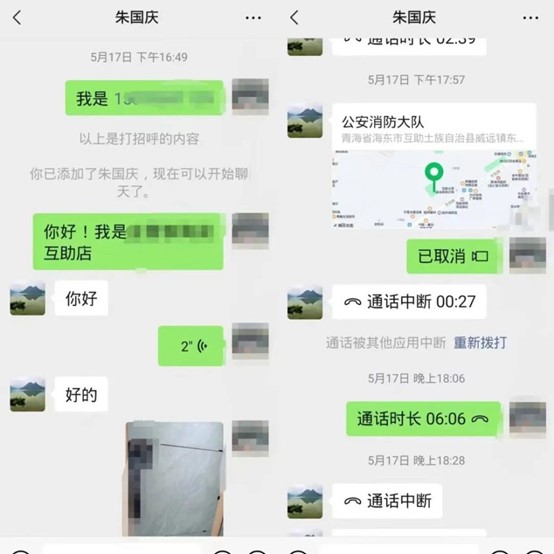 朱国庆
5月17日 下午16:49
我是 15
以上是打招呼的内容
你已添加了朱国庆，现在可以开始聊
天了。
你好！我是
互助店
你好
2"
好的
朱国庆
通话时长 02:39
5月17日 下午17:57
公安消防大队
青海省海东市互助土族自治县威远镇东...
已取消
通话中断 00:27
通话被其他应用中断 重新拨打
5月17日 晚上18:06
通话时长 06:06
5月17日 晚上18:28
通话中断